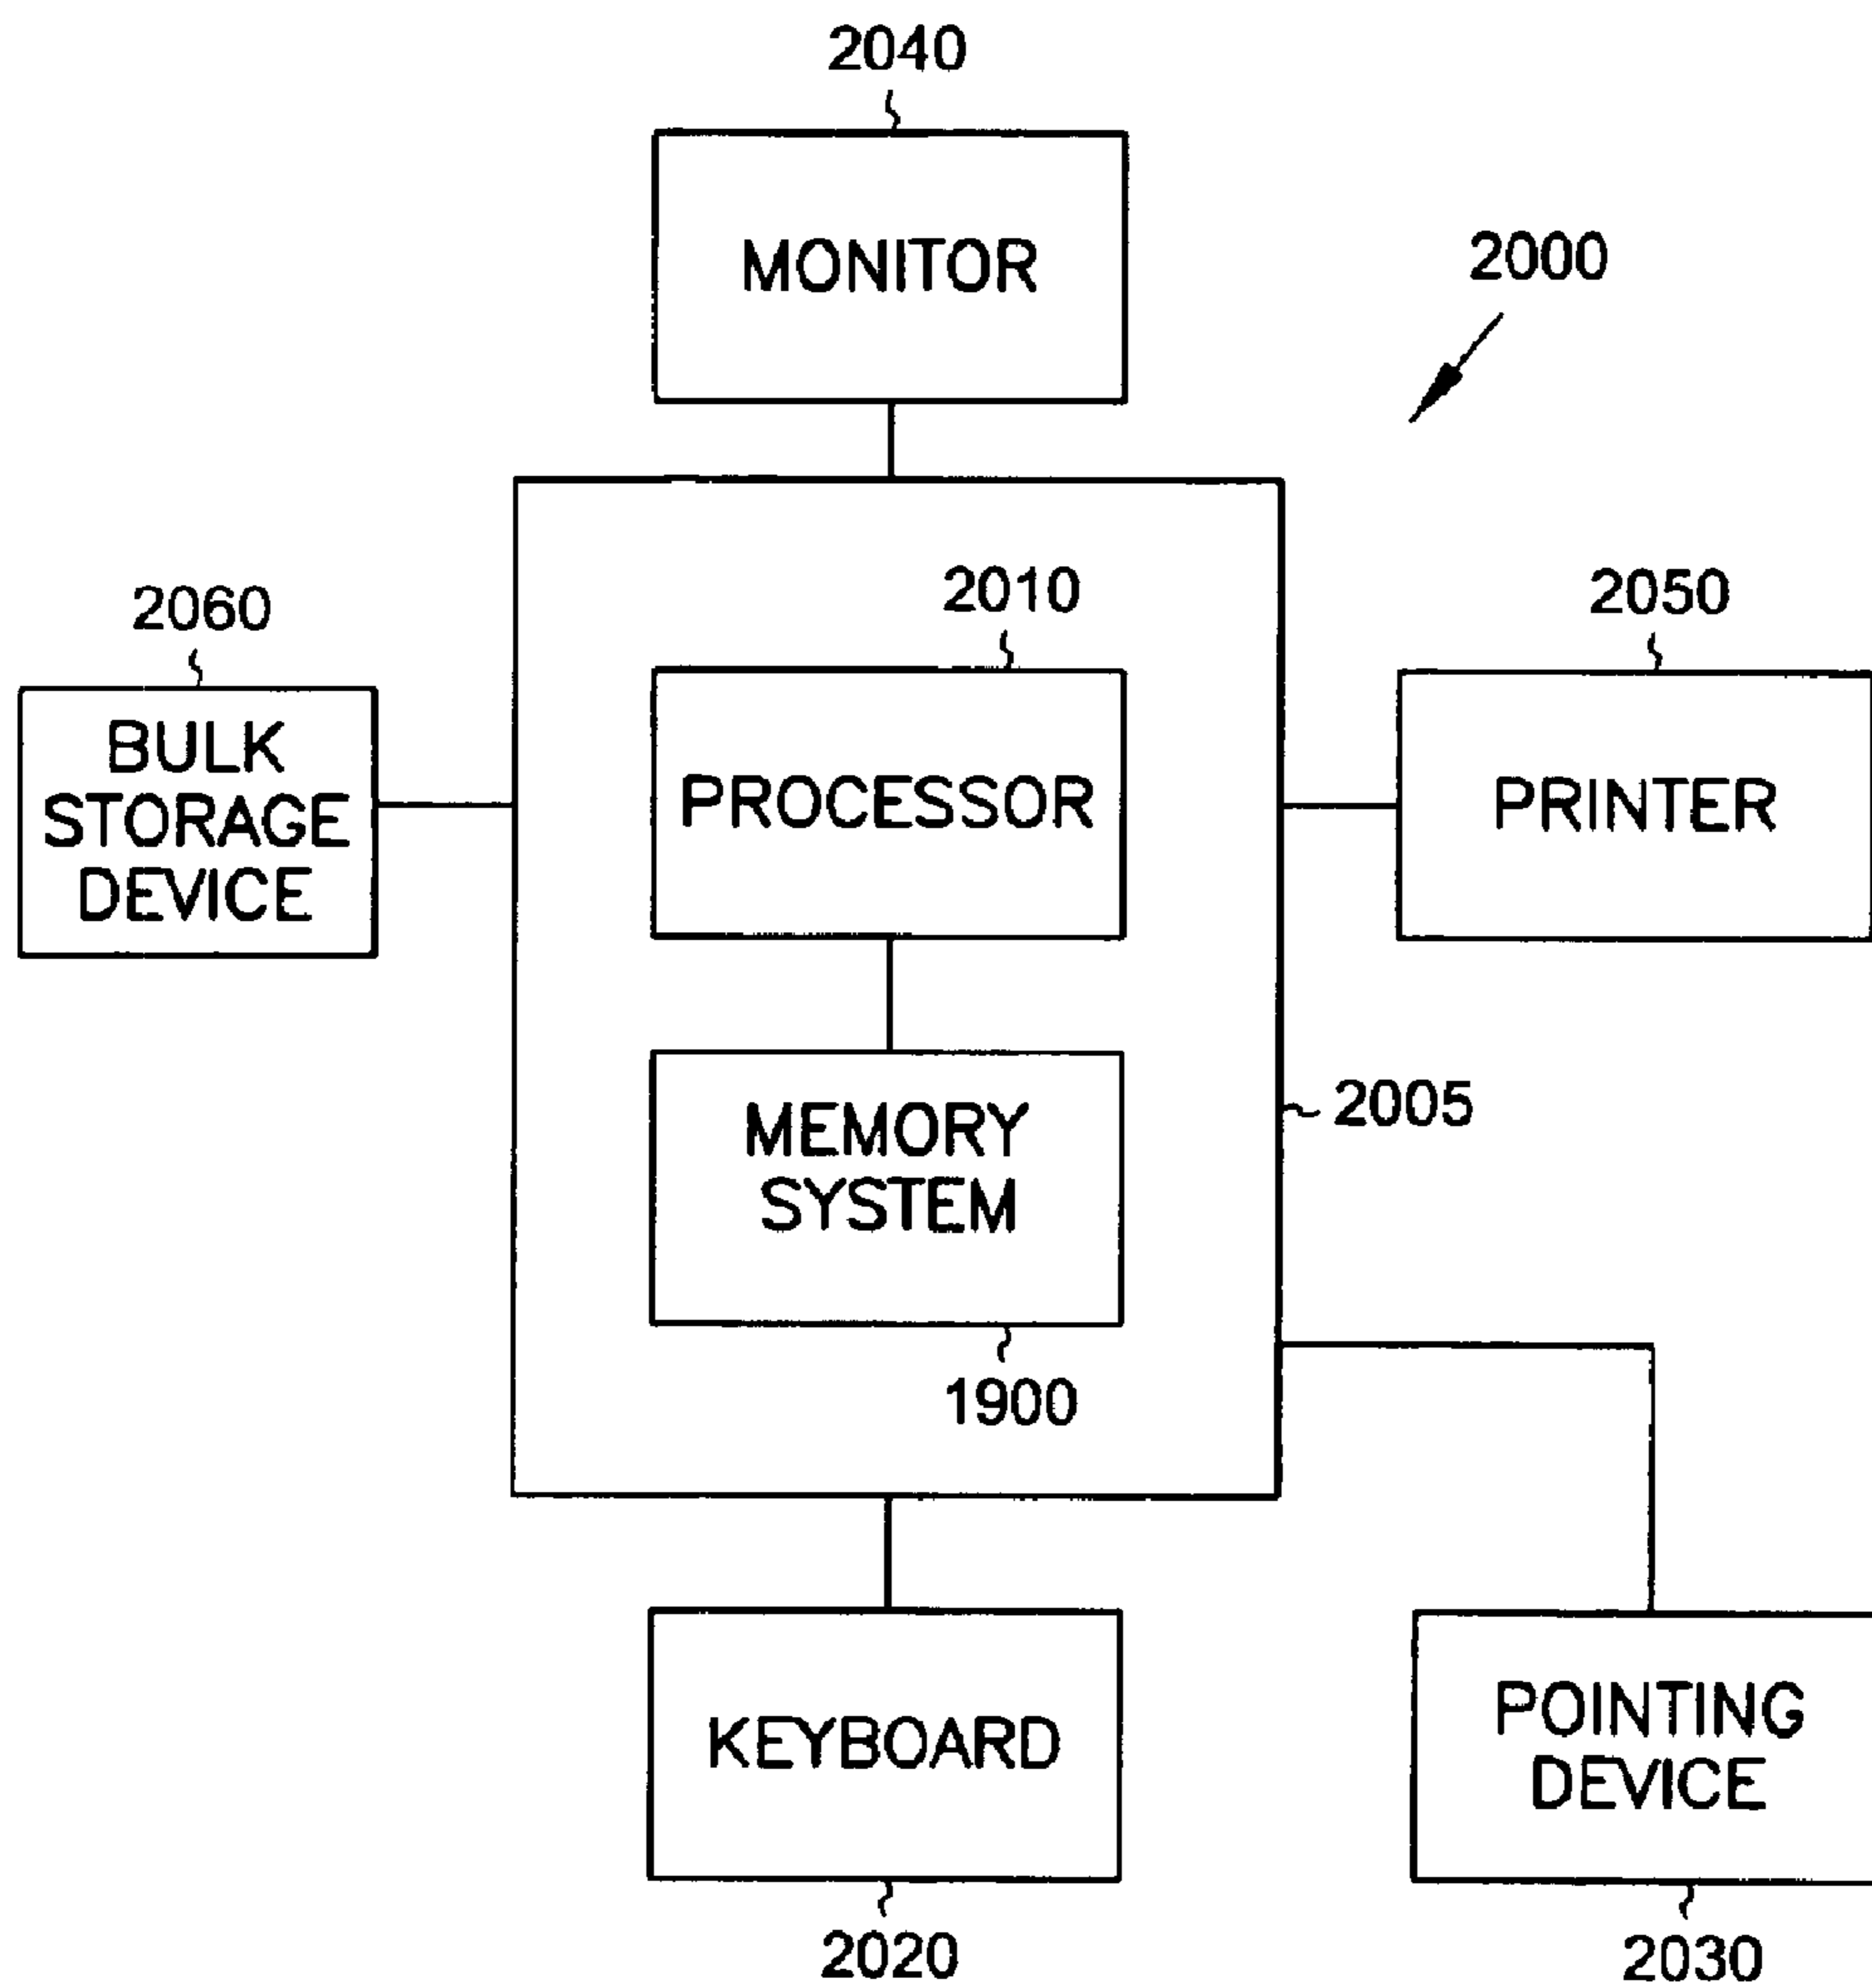 2040
MONITOR
2000
2060
BULK
STORAGE
DEVICE
2010
PROCESSOR
2050
PRINTER
MEMORY
SYSTEM
2005
1900
KEYBOARD
2020
POINTING
DEVICE
2030